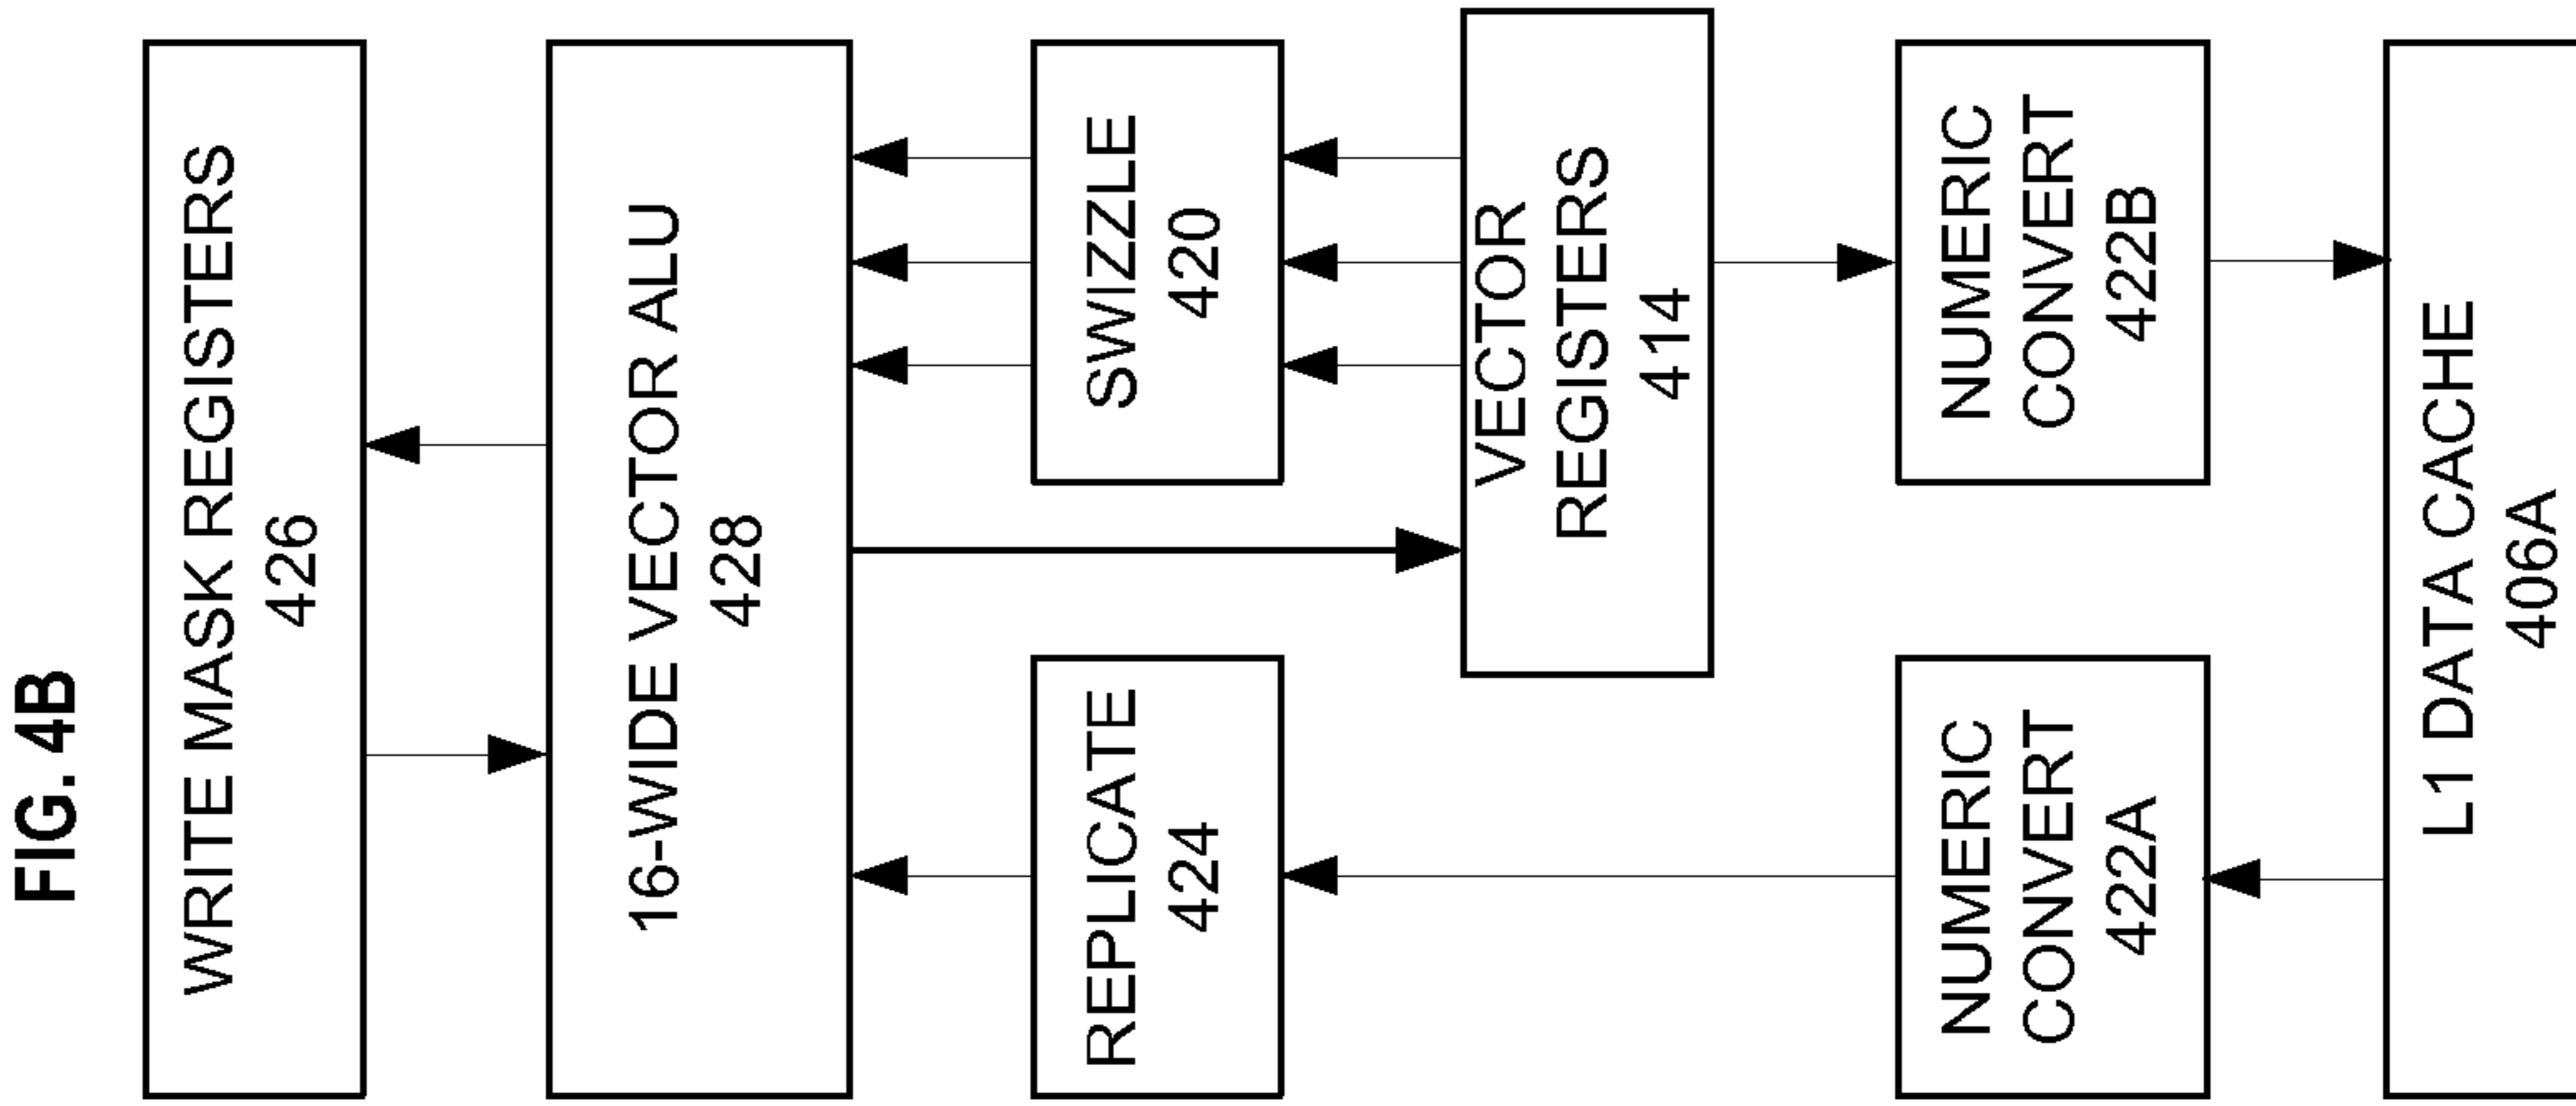 FIG. 4B
WRITE MASK REGISTERS
426
16-WIDE VECTOR ALU
428
REPLICATE
424
SWIZZLE
420
VECTOR
REGISTERS
414
NUMERIC
CONVERT
422A
NUMERIC
CONVERT
422B
L1 DATA CACHE
406A